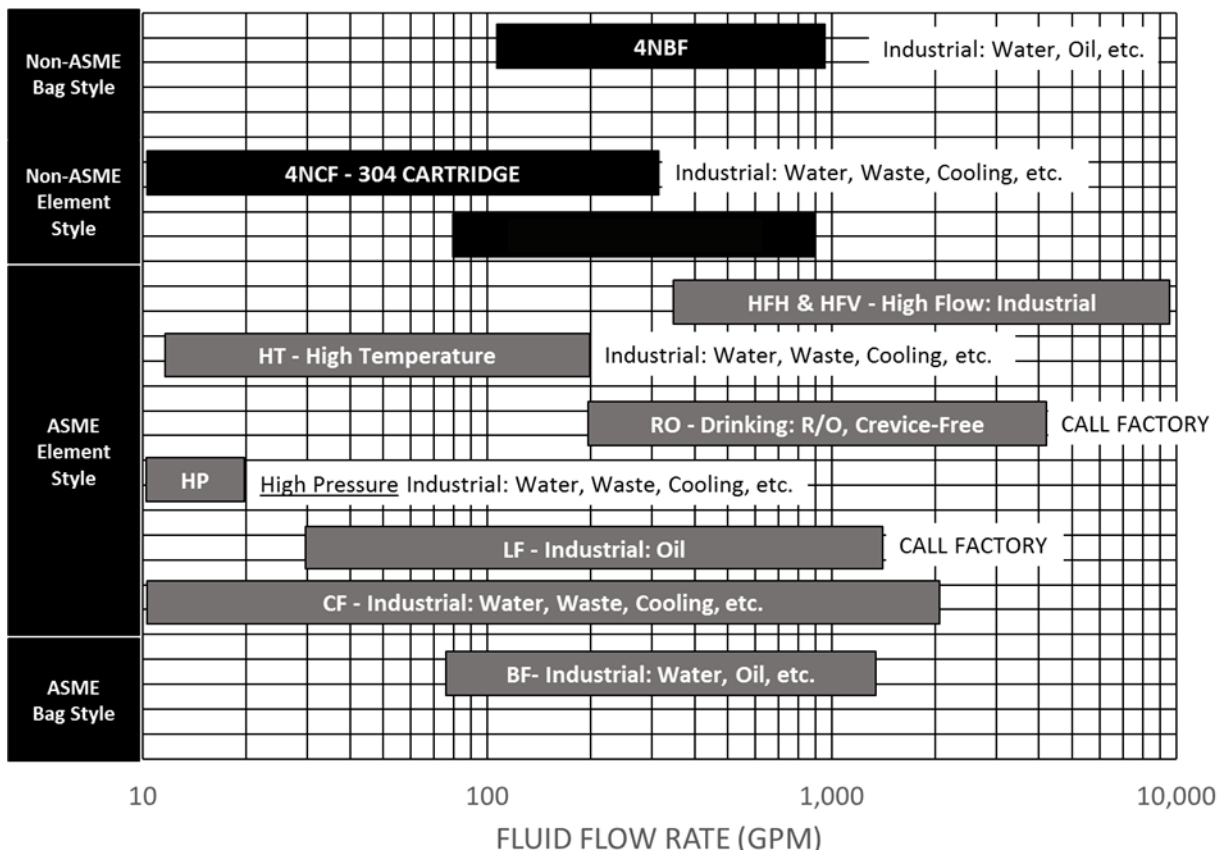 Non-ASME
Bag Style
4NBF
Industrial: Water, Oil, etc.
Non-ASME
Element
Style
4NCF - 304 CARTRIDGE
Industrial: Water, Waste, Cooling, etc.
ASME
Element
Style
HFH & HFV - High Flow: Industrial
HT - High Temperature
Industrial: Water, Waste, Cooling, etc.
RO - Drinking: R/O, Crevice-Free
CALL FACTORY
HP
High Pressure Industrial: Water, Waste, Cooling, etc.
LF - Industrial: Oil
CALL FACTORY
CF - Industrial: Water, Waste, Cooling, etc.
ASME
Bag Style
BF- Industrial: Water, Oil, etc.
10
100
1,000
10,000
FLUID FLOW RATE (GPM)